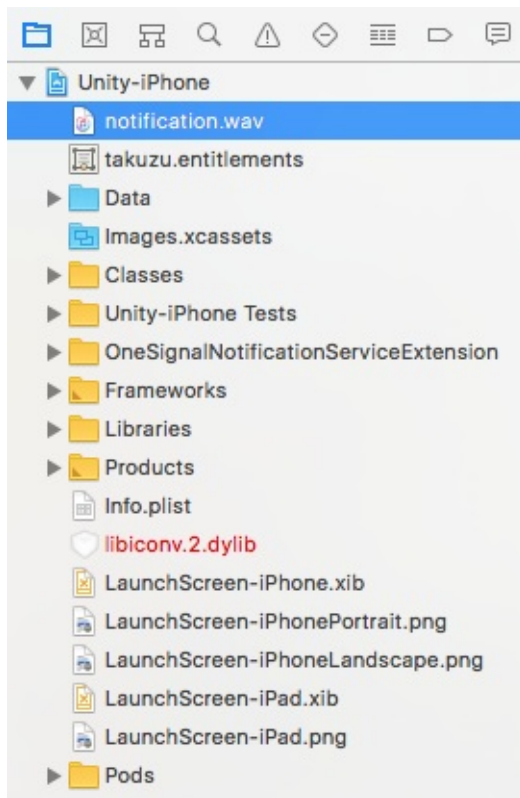 Unity-iPhone
notification.wav
takuzu.entitlements
Data
Images.xcassets
Classes
Unity-iPhone Tests
OneSignalNotificationServiceExtension
Frameworks
Libraries
Products
Info.plist
libiconv.2.dylib
LaunchScreen-iPhone.xib
LaunchScreen-iPhonePortrait.png
LaunchScreen-iPhoneLandscape.png
LaunchScreen-iPad.xib
LaunchScreen-iPad.png
Pods